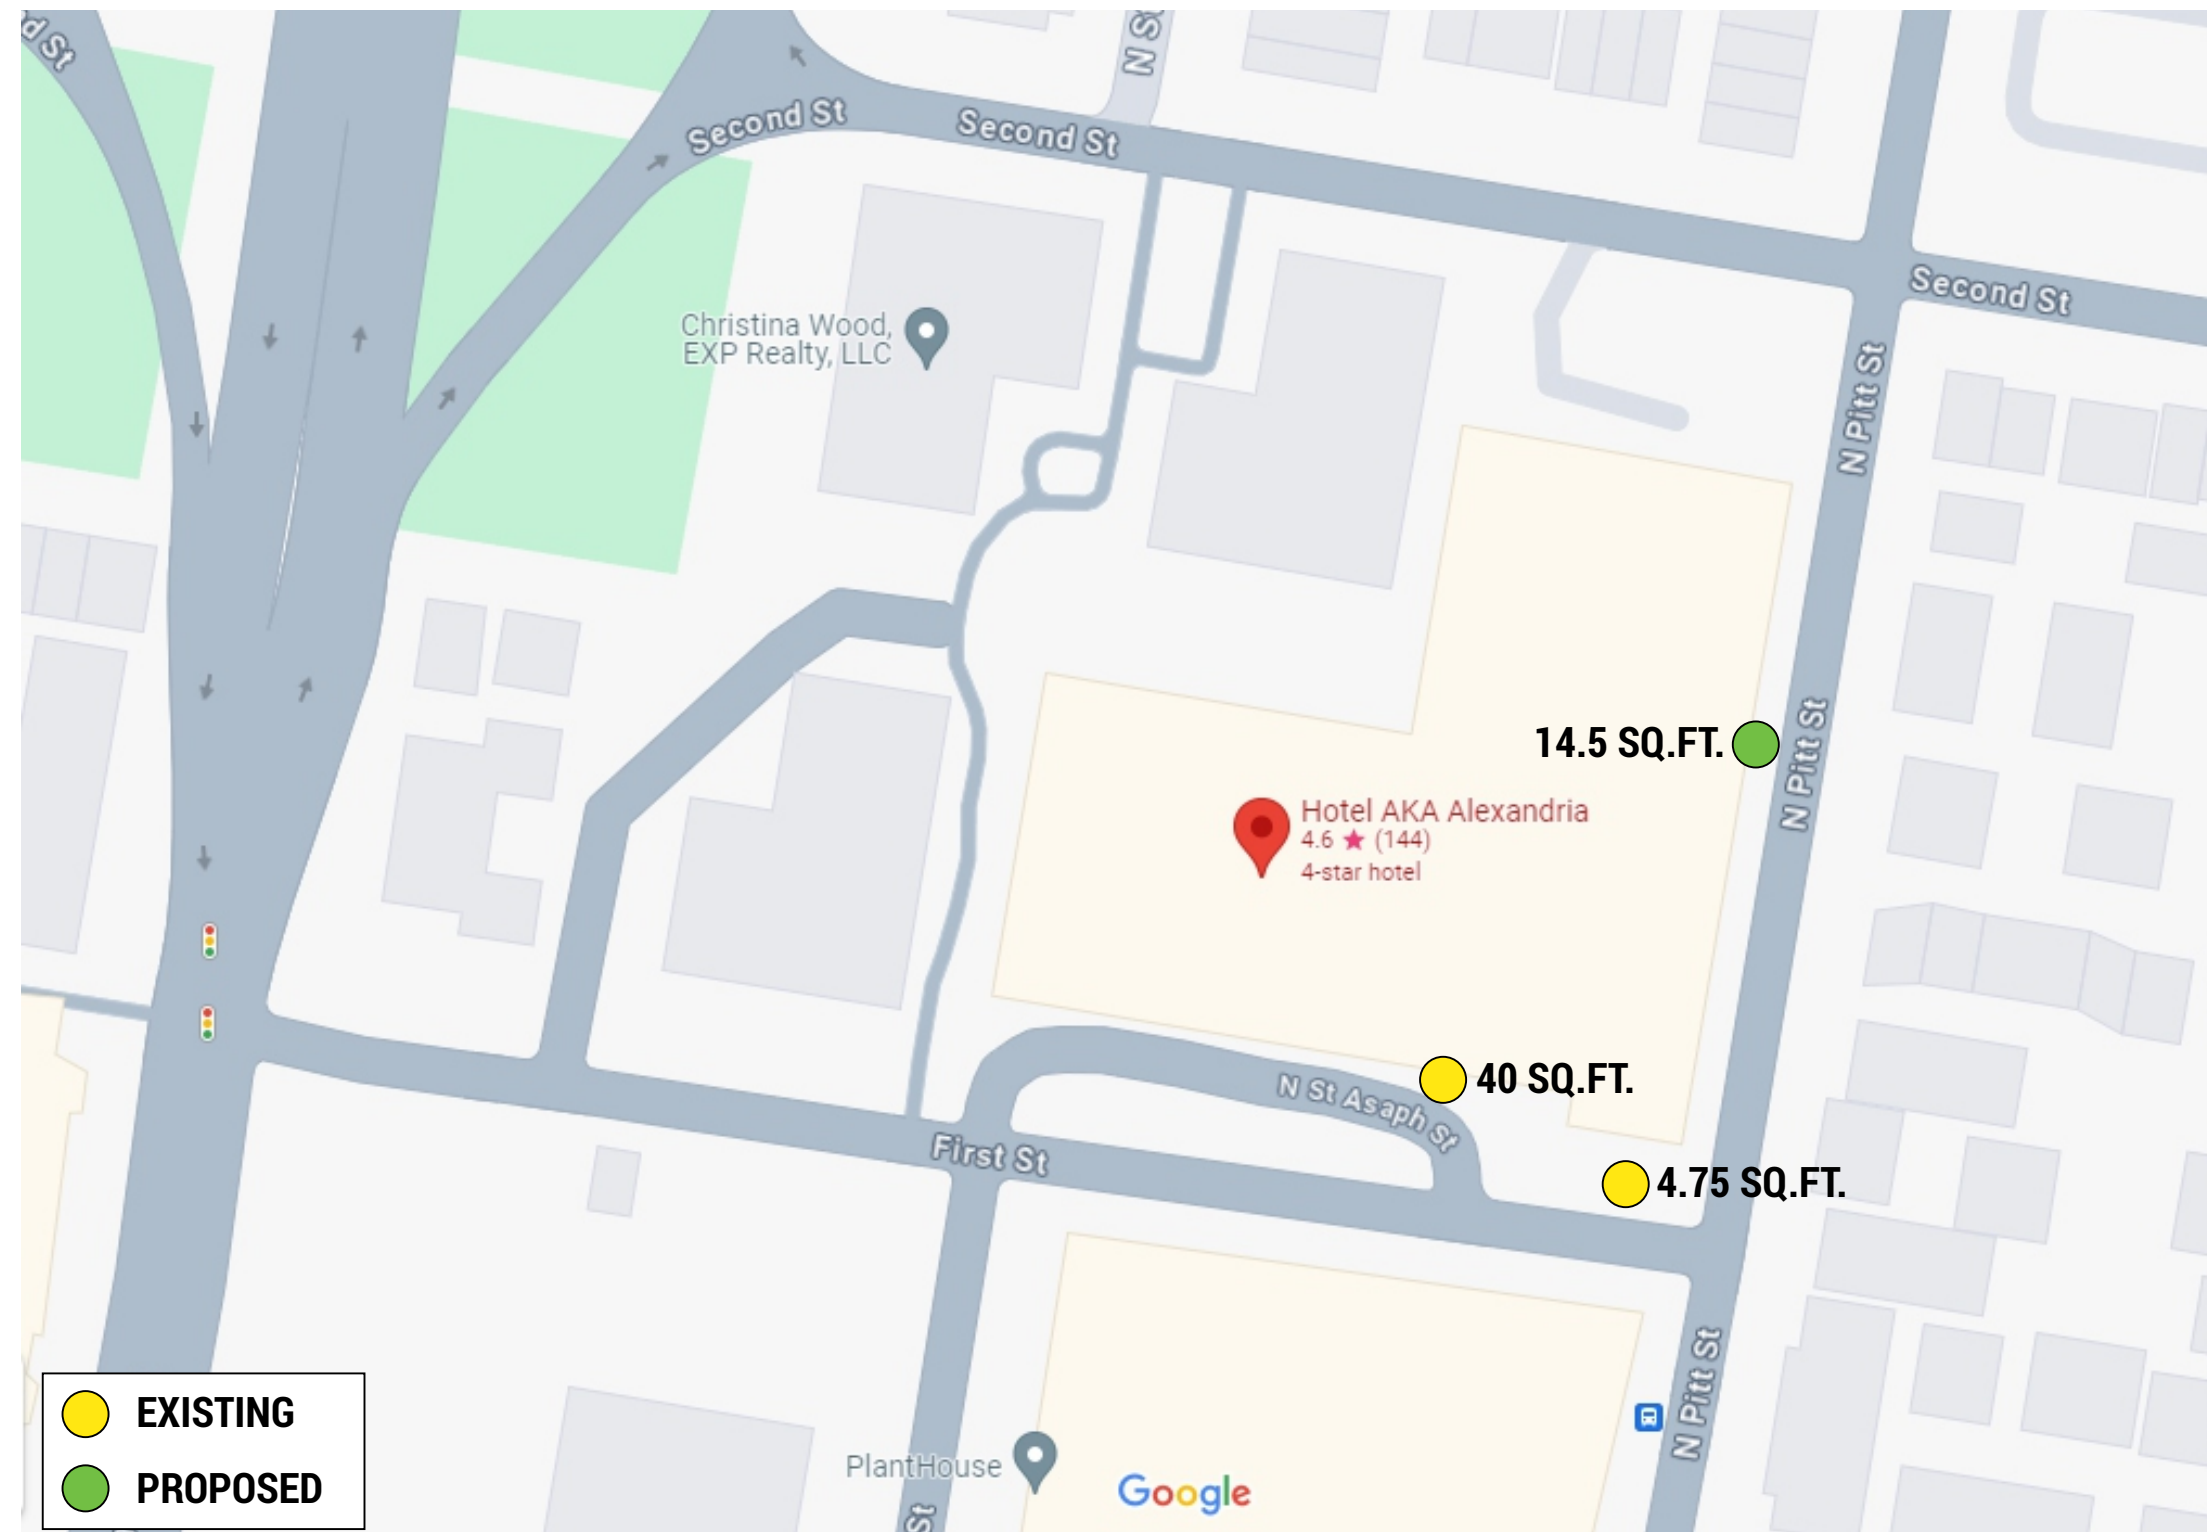 d St
N S
Second St
Second St
Second St
Christina Wood,
EXP Realty, LLC
N Pitt St
14.5 SQ.FT.
N Pitt St
Hotel AKA Alexandria
4.6 ★ (144)
4-star hotel
40 SQ.FT.
N St Asaph St
First St
4.75 SQ.FT.
N Pitt St
EXISTING
PROPOSED
PlantHouse
Google
St